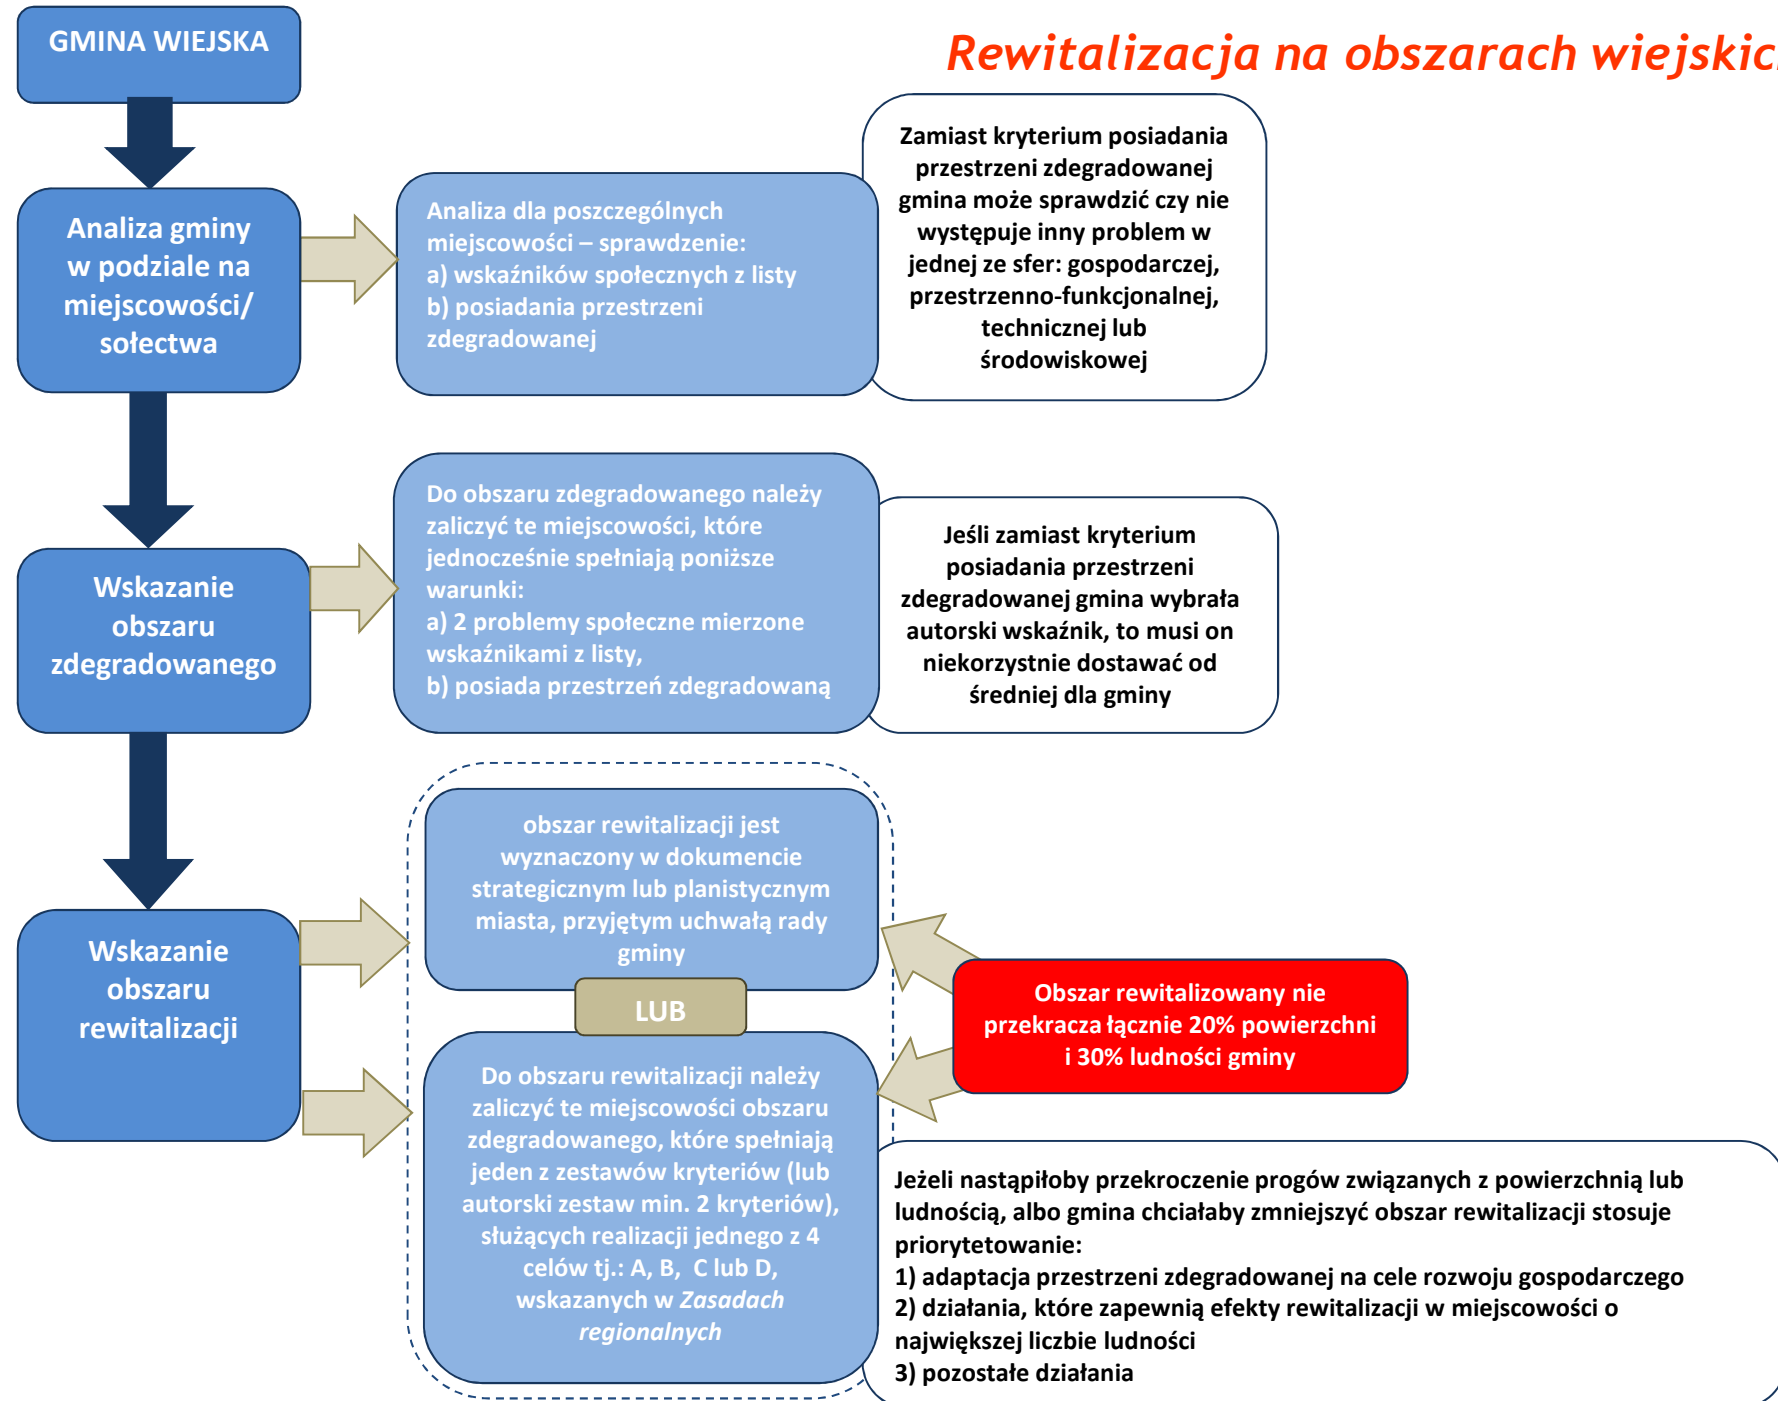 GMINA WIEJSKA
Rewitalizacja na obszarach wiejskic
Zamiast kryterium posiadania
przestrzeni zdegradowanej
gmina może sprawdzić czy nie
występuje inny problem w
jednej ze sfer: gospodarczej,
przestrzenno-funkcjonalnej,
technicznej lub
środowiskowej
Analiza gminy
w podziale na
miejscowości/
sołectwa
Analiza dla poszczególnych
miejscowości – sprawdzenie:
a) wskaźników społecznych z listy
b) posiadania przestrzeni
zdegradowanej
Do obszaru zdegradowanego należy
zaliczyć te miejscowości, które
jednocześnie spełniają poniższe
warunki:
a) 2 problemy społeczne mierzone
wskaźnikami z listy,
b) posiada przestrzeń zdegradowaną
Jeśli zamiast kryterium
posiadania przestrzeni
zdegradowanej gmina wybrała
autorski wskaźnik, to musi on
niekorzystnie dostawać od
średniej dla gminy
Wskazanie
obszaru
zdegradowanego
obszar rewitalizacji jest
wyznaczony w dokumencie
strategicznym lub planistycznym
miasta, przyjętym uchwałą rady
gminy
Wskazanie
obszaru
rewitalizacji
LUB
Obszar rewitalizowany nie
przekracza łącznie 20% powierzchni
i 30% ludności gminy
Do obszaru rewitalizacji należy
zaliczyć te miejscowości obszaru
zdegradowanego, które spełniają
jeden z zestawów kryteriów (lub
autorski zestaw min. 2 kryteriów),
służących realizacji jednego z 4
celów tj.: A, B, C lub D,
wskazanych w Zasadach
regionalnych
Jeżeli nastąpiłoby przekroczenie progów związanych z powierzchnią lub
ludnością, albo gmina chciałaby zmniejszyć obszar rewitalizacji stosuje
priorytetowanie:
1) adaptacja przestrzeni zdegradowanej na cele rozwoju gospodarczego
2) działania, które zapewnią efekty rewitalizacji w miejscowości o
największej liczbie ludności
3) pozostałe działania